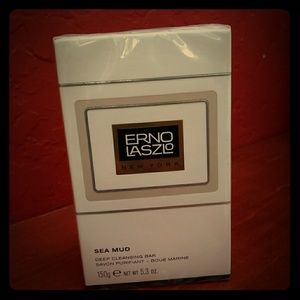 ERNO
LASZLO
NEW YORK
SEA MUD
DEEP CLEANSING BAR
SAVON PURIFIANT - BOUE MARINE
150g e NET WT 5.3 oz.